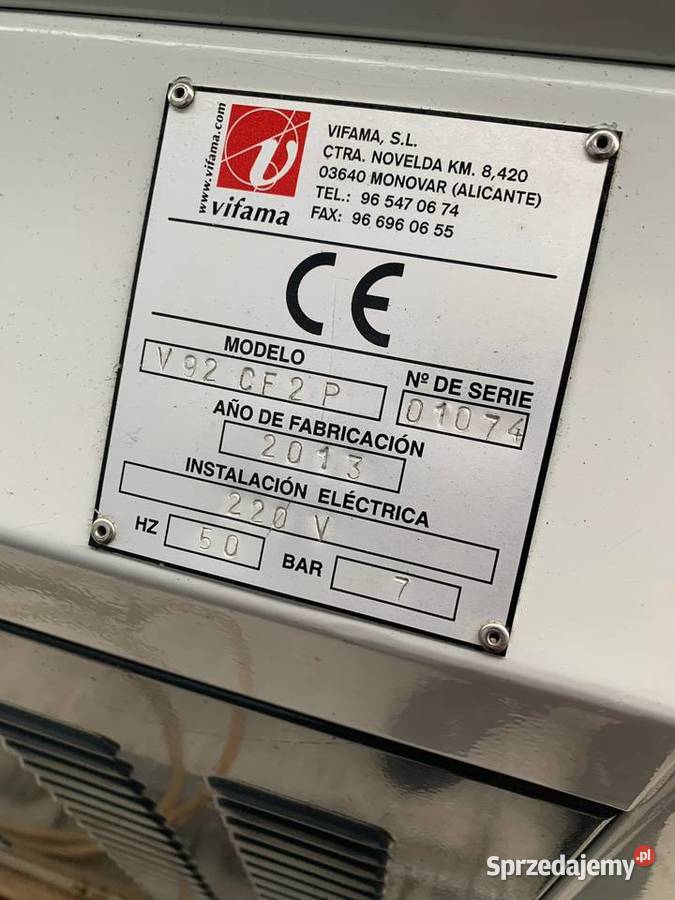 www.vifama.com
vifama
VIFAMA, S.L.
CTRA. NOVELDA KM. 8,420
03640 MONOVAR (ALICANTE)
TEL.: 96 547 06 74
FAX: 96 696 06 55
CE
MODELO
V92 CF2P
Nº DE SERIE
01074
AÑO DE FABRICACIÓN
2013
INSTALACIÓN ELÉCTRICA
220 V
HZ 50
BAR 7
Sprzedajemy.pl